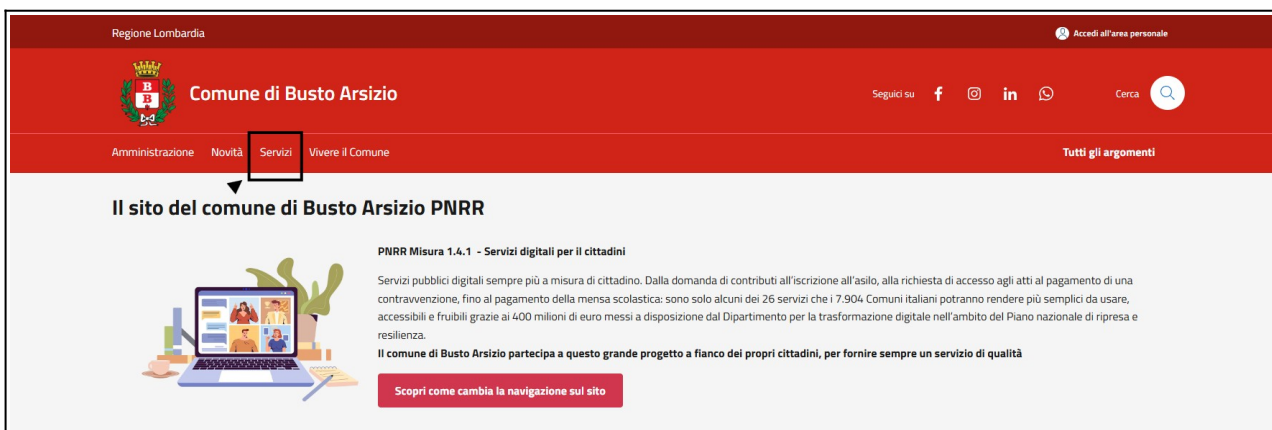 Regione Lombardia
Accedi all'area personale
B
B
Comune di Busto Arsizio
Seguici su
Cerca
Amministrazione Novità Servizi Vivere il Comune
Tutti gli argomenti
Il sito del comune di Busto Arsizio PNRR
PNRR Misura 1.4.1 - Servizi digitali per il cittadini
Servizi pubblici digitali sempre più a misura di cittadino. Dalla domanda di contributi all'iscrizione all'asilo, alla richiesta di accesso agli atti al pagamento di una
contravvenzione, fino al pagamento della mensa scolastica: sono solo alcuni dei 26 servizi che i 7.904 Comuni italiani potranno rendere più semplici da usare,
accessibili e fruibili grazie ai 400 milioni di euro messi a disposizione dal Dipartimento per la trasformazione digitale nell'ambito del Piano nazionale di ripresa e
resilienza.
Il comune di Busto Arsizio partecipa a questo grande progetto a fianco dei propri cittadini, per fornire sempre un servizio di qualità
Scopri come cambia la navigazione sul sito